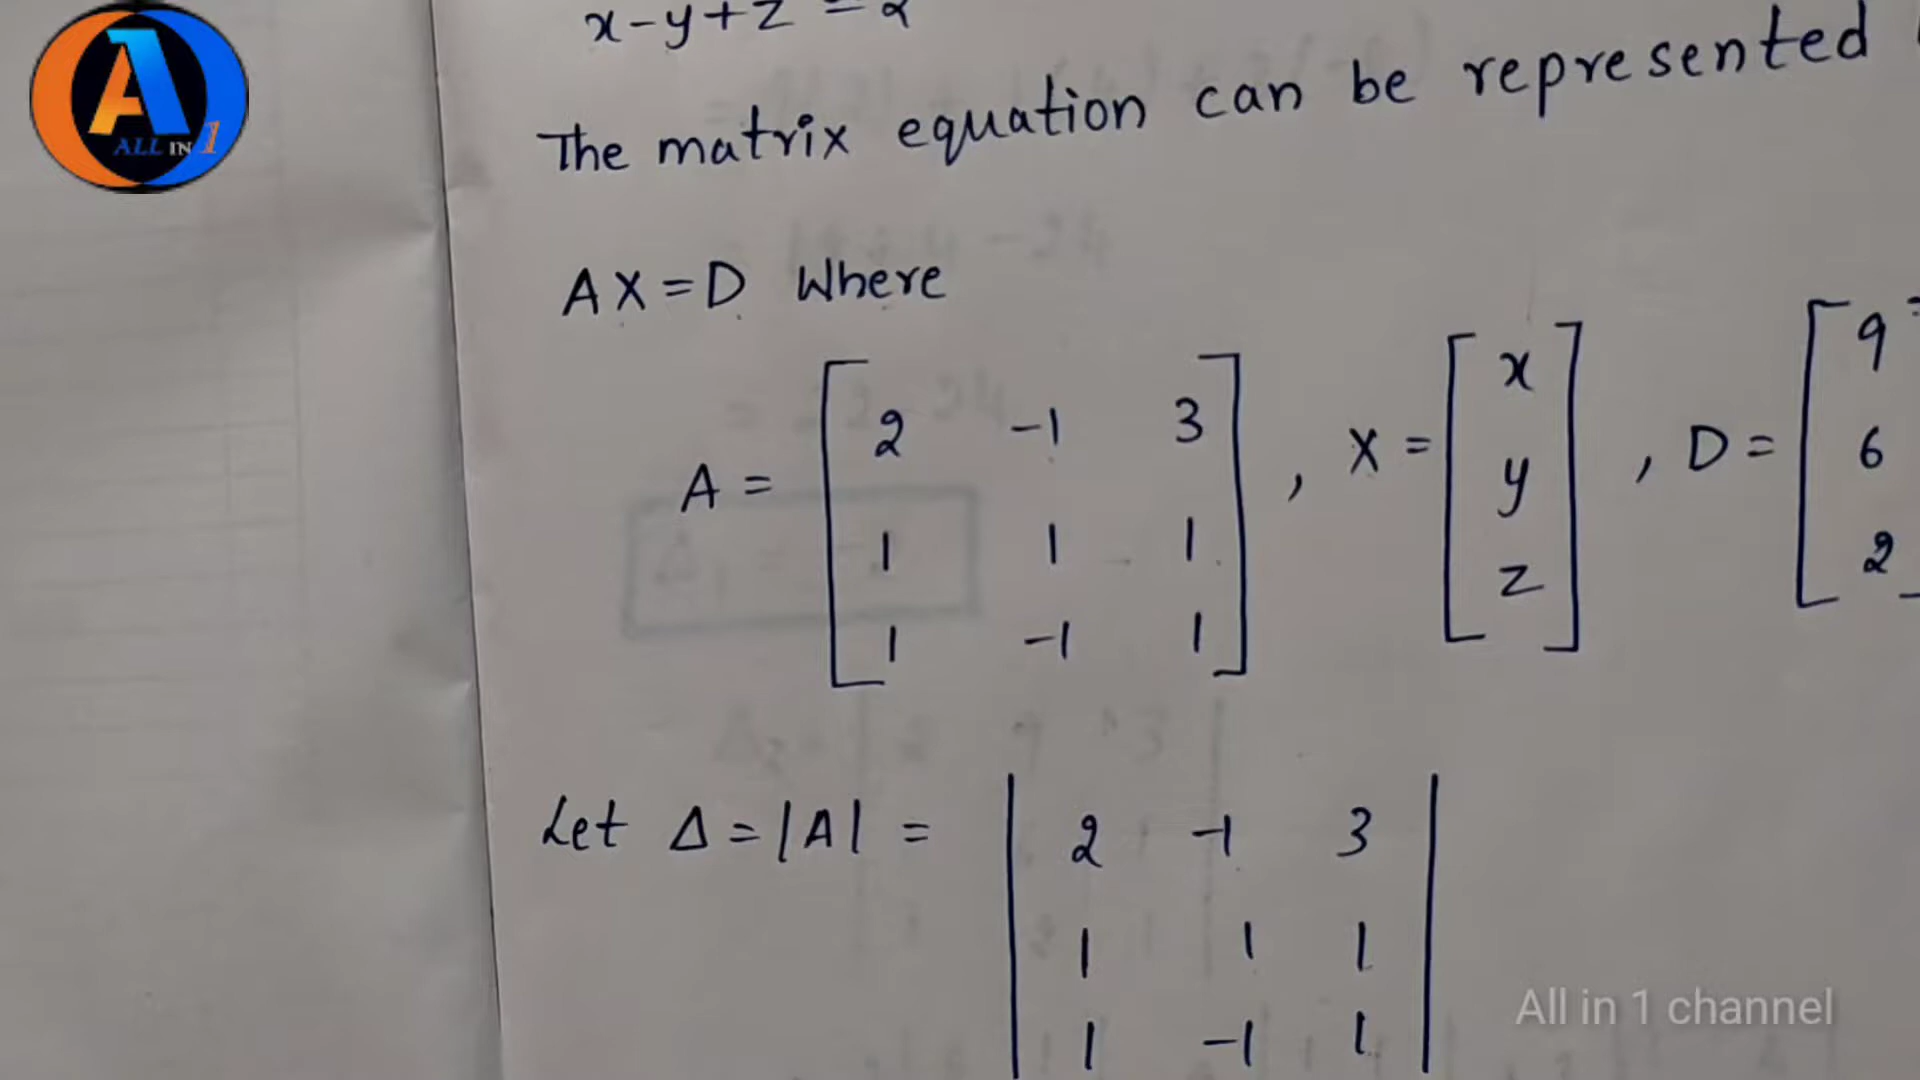 x-y+z = 2
The matrix equation can be represented
AX=D Where
A = [ 2 -1 3 ; 1 1 1 ; 1 -1 1 ] , X = [ x ; y ; z ] , D = [ 9 ; 6 ; 2 ]
Let Δ = |A| = | 2 -1 3 ; 1 1 1 ; 1 -1 1 |
A
ALL IN 1
All in 1 channel